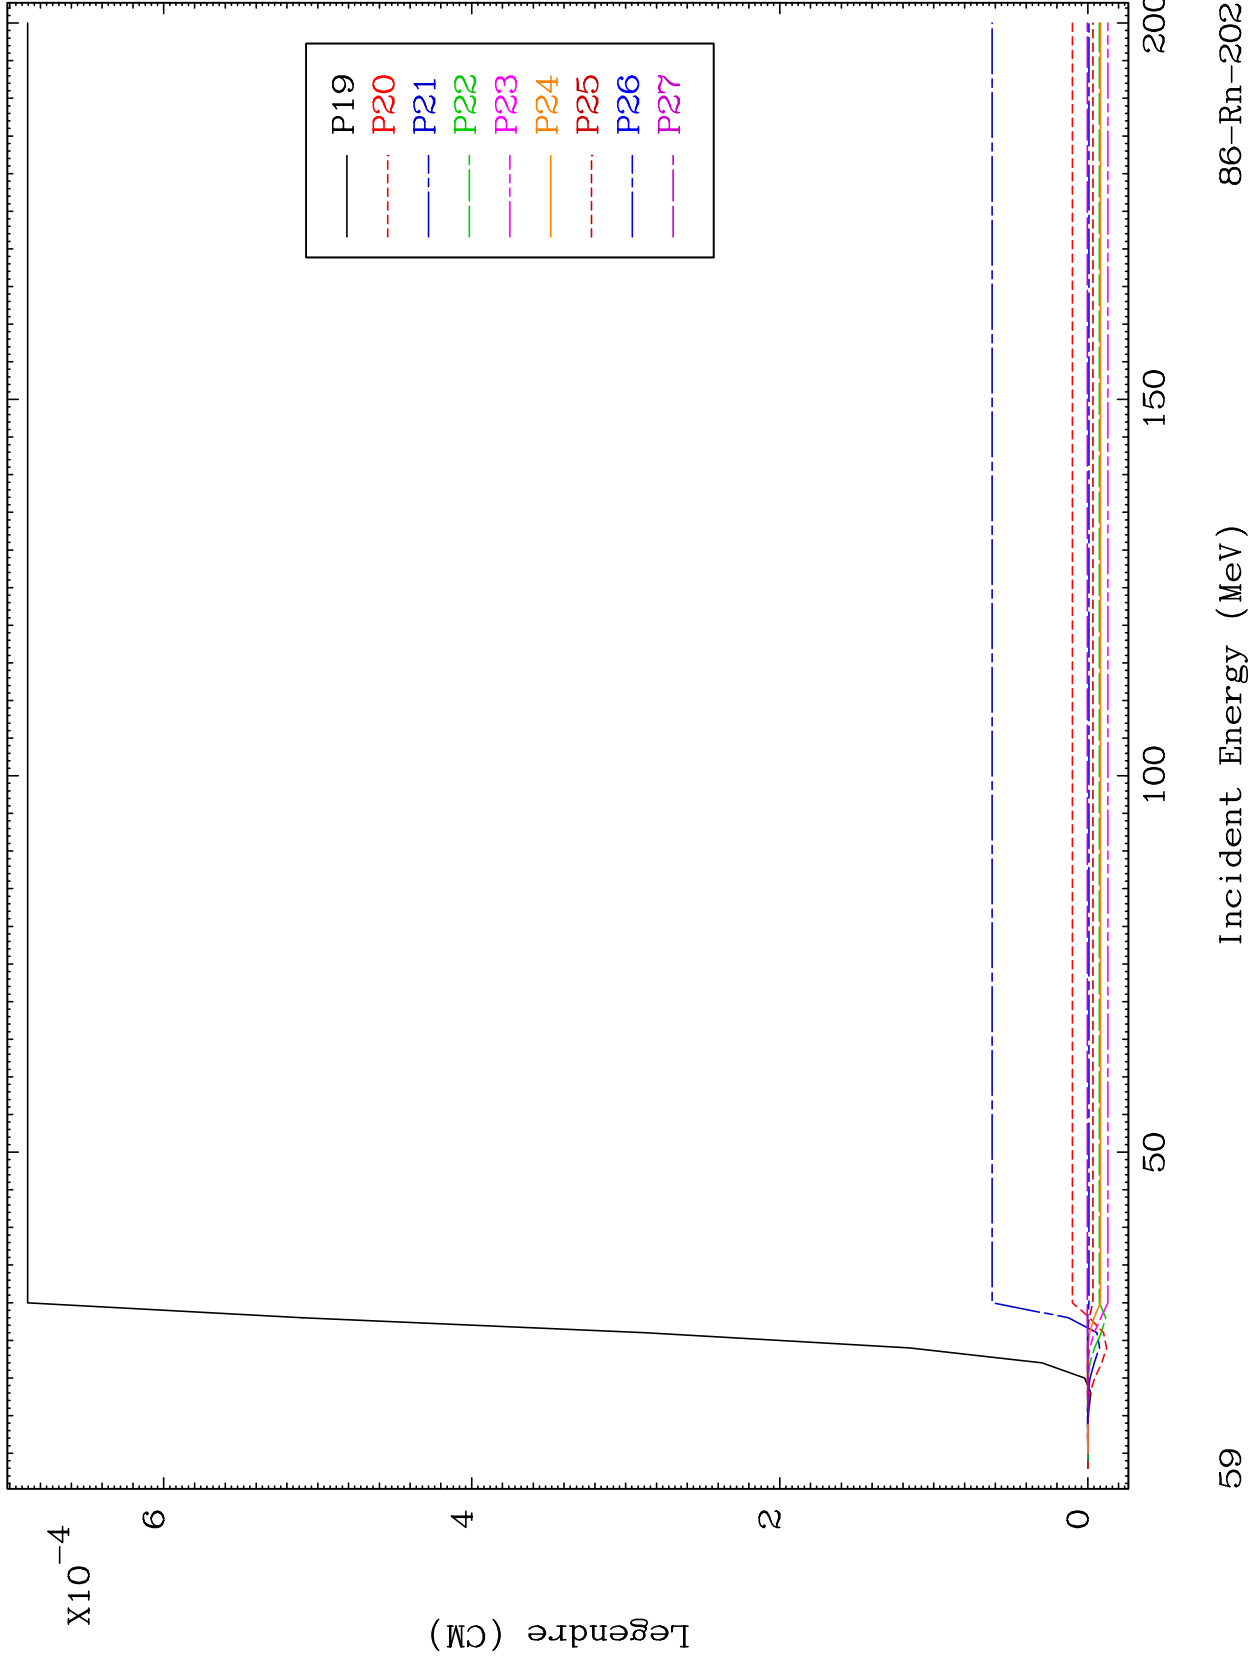 X10-4
6
4
2
0
Legendre (CM)
P19
P20
P21
P22
P23
P24
P25
P26
P27
50
100
150
200
Incident Energy (MeV)
59
86-Rn-202